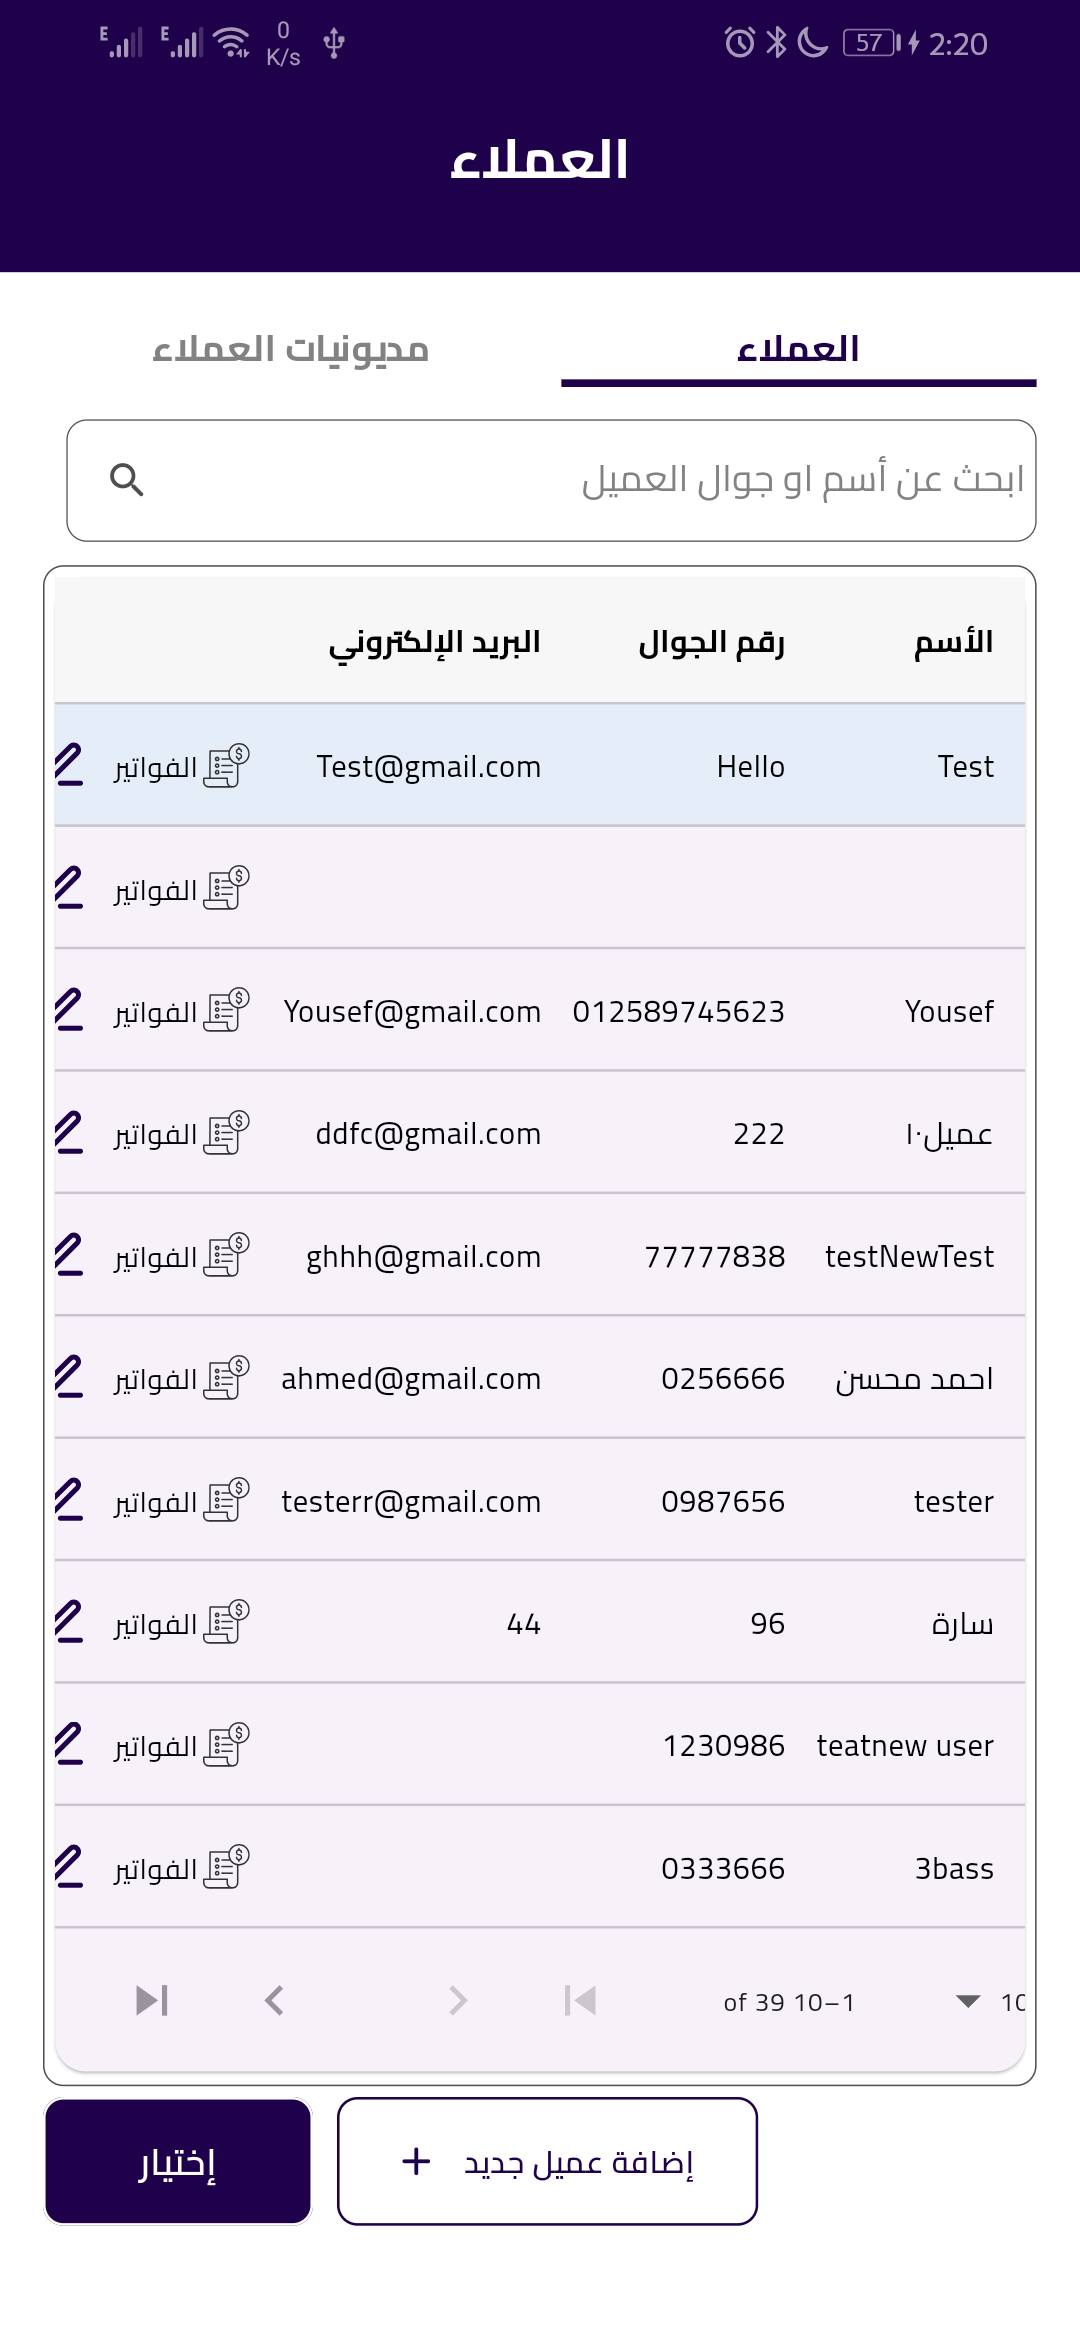 E E 0 K/s 57 2:20
العملاء
العملاء مديونيات العملاء
ابحث عن أسم او جوال العميل
الأسم رقم الجوال البريد الإلكتروني
Test Hello Test@gmail.com الفواتير
الفواتير
Yousef 012589745623 Yousef@gmail.com الفواتير
عميل١٠ 222 ddfc@gmail.com الفواتير
testNewTest 77777838 ghhh@gmail.com الفواتير
احمد محسن 0256666 ahmed@gmail.com الفواتير
tester 0987656 testerr@gmail.com الفواتير
سارة 96 44 الفواتير
teatnew user 1230986 الفواتير
3bass 0333666 الفواتير
10 of 39 10–1
إضافة عميل جديد +
إختيار